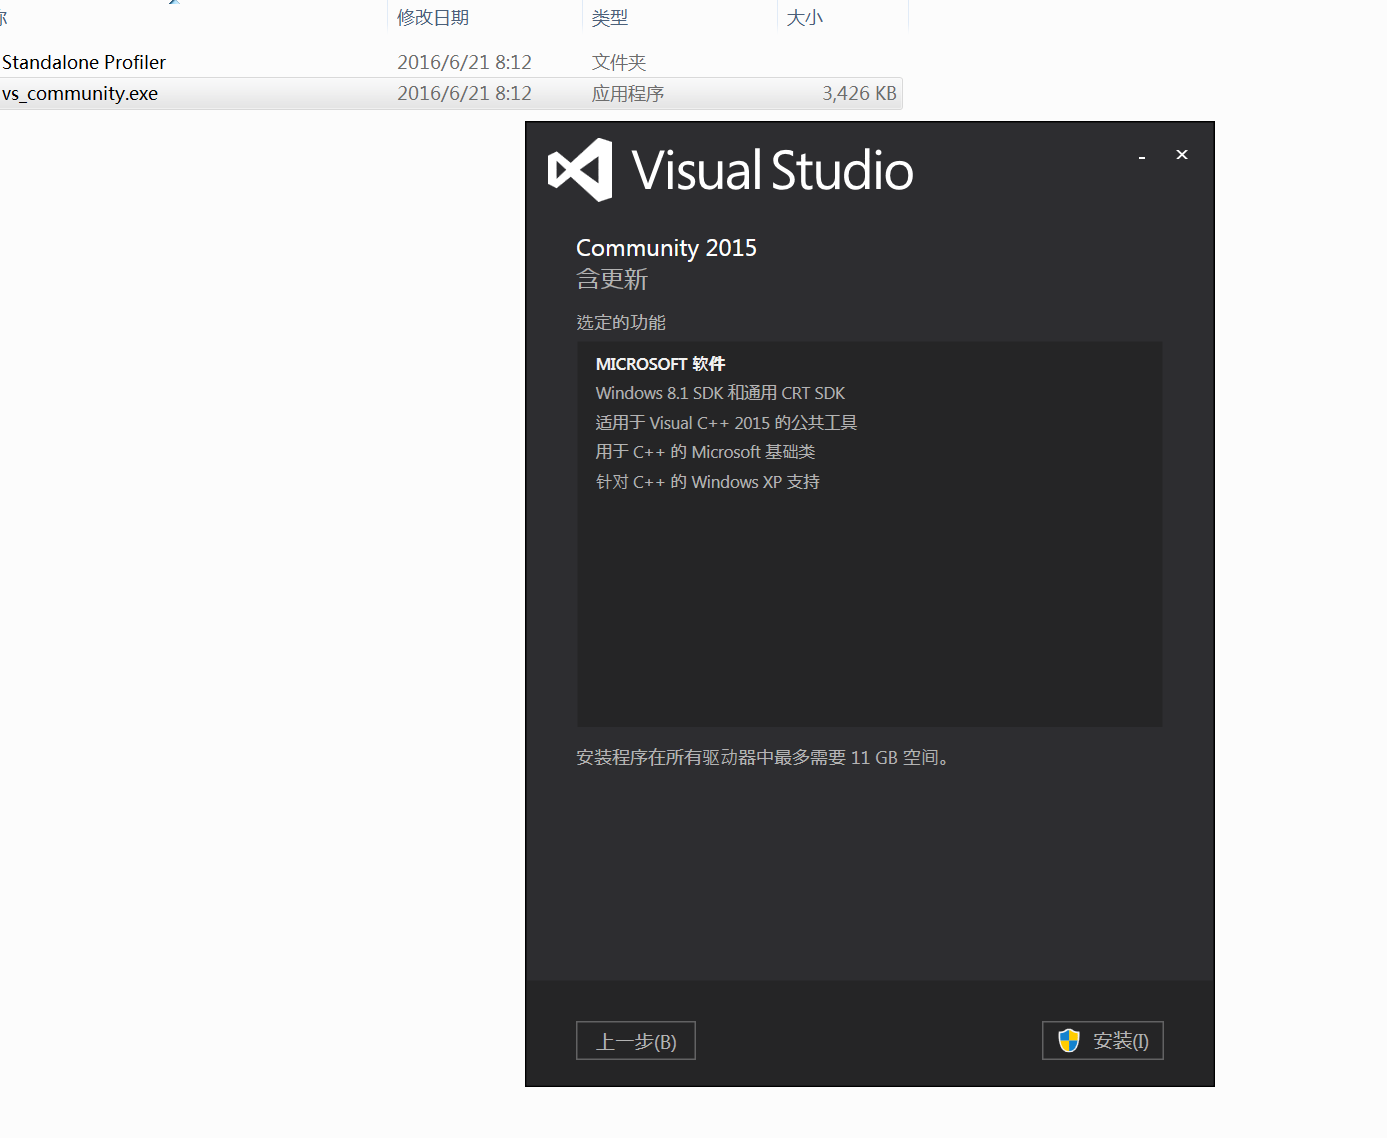 修改日期 类型 大小
Standalone Profiler 2016/6/21 8:12 文件夹
vs_community.exe 2016/6/21 8:12 应用程序 3,426 KB
Visual Studio
Community 2015
含更新
选定的功能
MICROSOFT 软件
Windows 8.1 SDK 和通用 CRT SDK
适用于 Visual C++ 2015 的公共工具
用于 C++ 的 Microsoft 基础类
针对 C++ 的 Windows XP 支持
安装程序在所有驱动器中最多需要 11 GB 空间。
上一步(B)
安装(I)